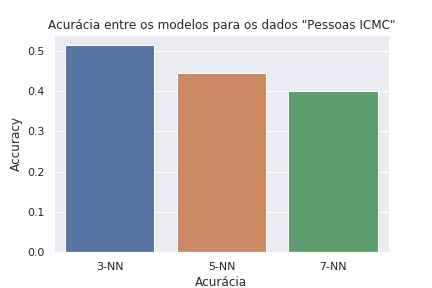 Acurácia entre os modelos para os dados "Pessoas ICMC"
0.5
0.4
0.3
0.2
0.1
0.0
Accuracy
3-NN
5-NN
7-NN
Acurácia